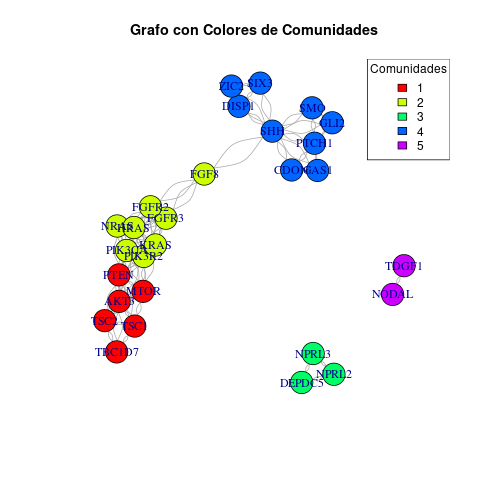 Grafo con Colores de Comunidades
Comunidades
1
2
3
4
5
ZIC2
SIX3
DISP1
SMO
GLI2
SHH
PTCH1
CDON
GAS1
FGF8
FGFR2
FGFR3
NRAS
HRAS
KRAS
PIK3CA
PIK3R2
PTEN
MTOR
AKT3
TSC2
TSC1
TBC1D7
TDGF1
NODAL
NPRL3
NPRL2
DEPDC5